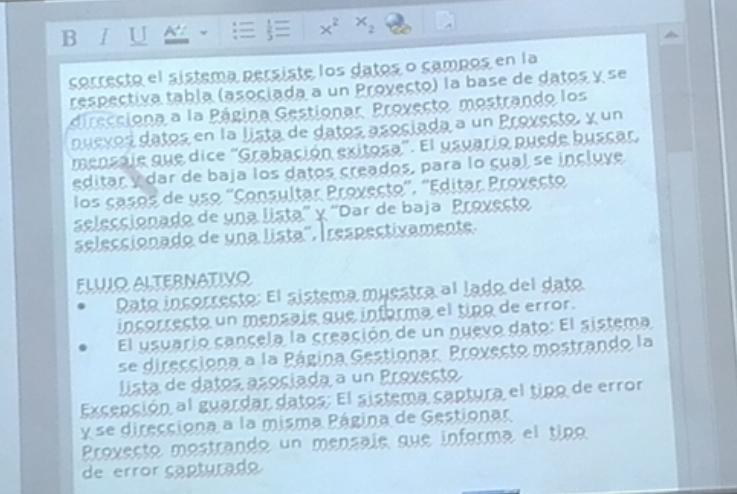 B I U A x² x₂
correcto el sistema persiste los datos o campos en la
respectiva tabla (asociada a un Proyecto) la base de datos y se
direcciona a la Página Gestionar Proyecto mostrando los
nuevos datos en la lista de datos asociada a un Proyecto, y un
mensaje que dice "Grabación exitosa". El usuario puede buscar,
editar y dar de baja los datos creados, para lo cual se incluye
los casos de uso "Consultar Proyecto", "Editar Proyecto
seleccionado de una lista" y "Dar de baja Proyecto
seleccionado de una lista", respectivamente.
FLUJO ALTERNATIVO
• Dato incorrecto: El sistema muestra al lado del dato
incorrecto un mensaje que informa el tipo de error.
• El usuario cancela la creación de un nuevo dato: El sistema
se direcciona a la Página Gestionar Proyecto mostrando la
lista de datos asociada a un Proyecto.
Excepción al guardar datos: El sistema captura el tipo de error
y se direcciona a la misma Página de Gestionar
Proyecto mostrando un mensaje que informa el tipo
de error capturado.